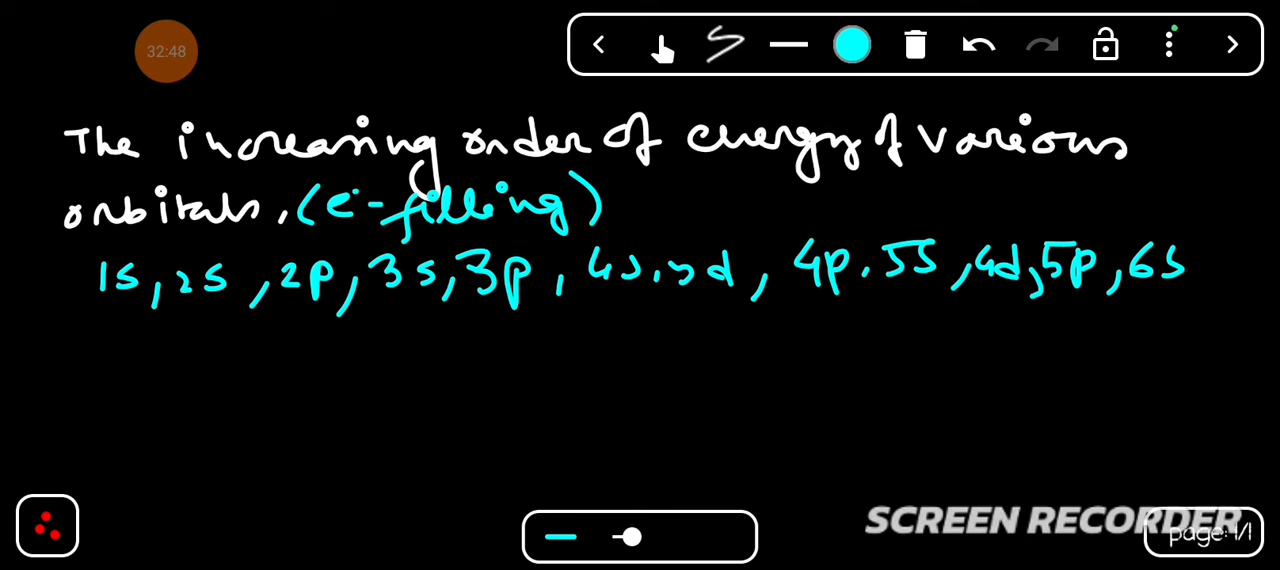 32:48
The increasing order of energy of various
orbitals. (e⁻-filling)
1s, 2s, 2p, 3s, 3p, 4s, 3d, 4p. 5s, 4d, 5p, 6s
SCREEN RECORDER
page:1/1